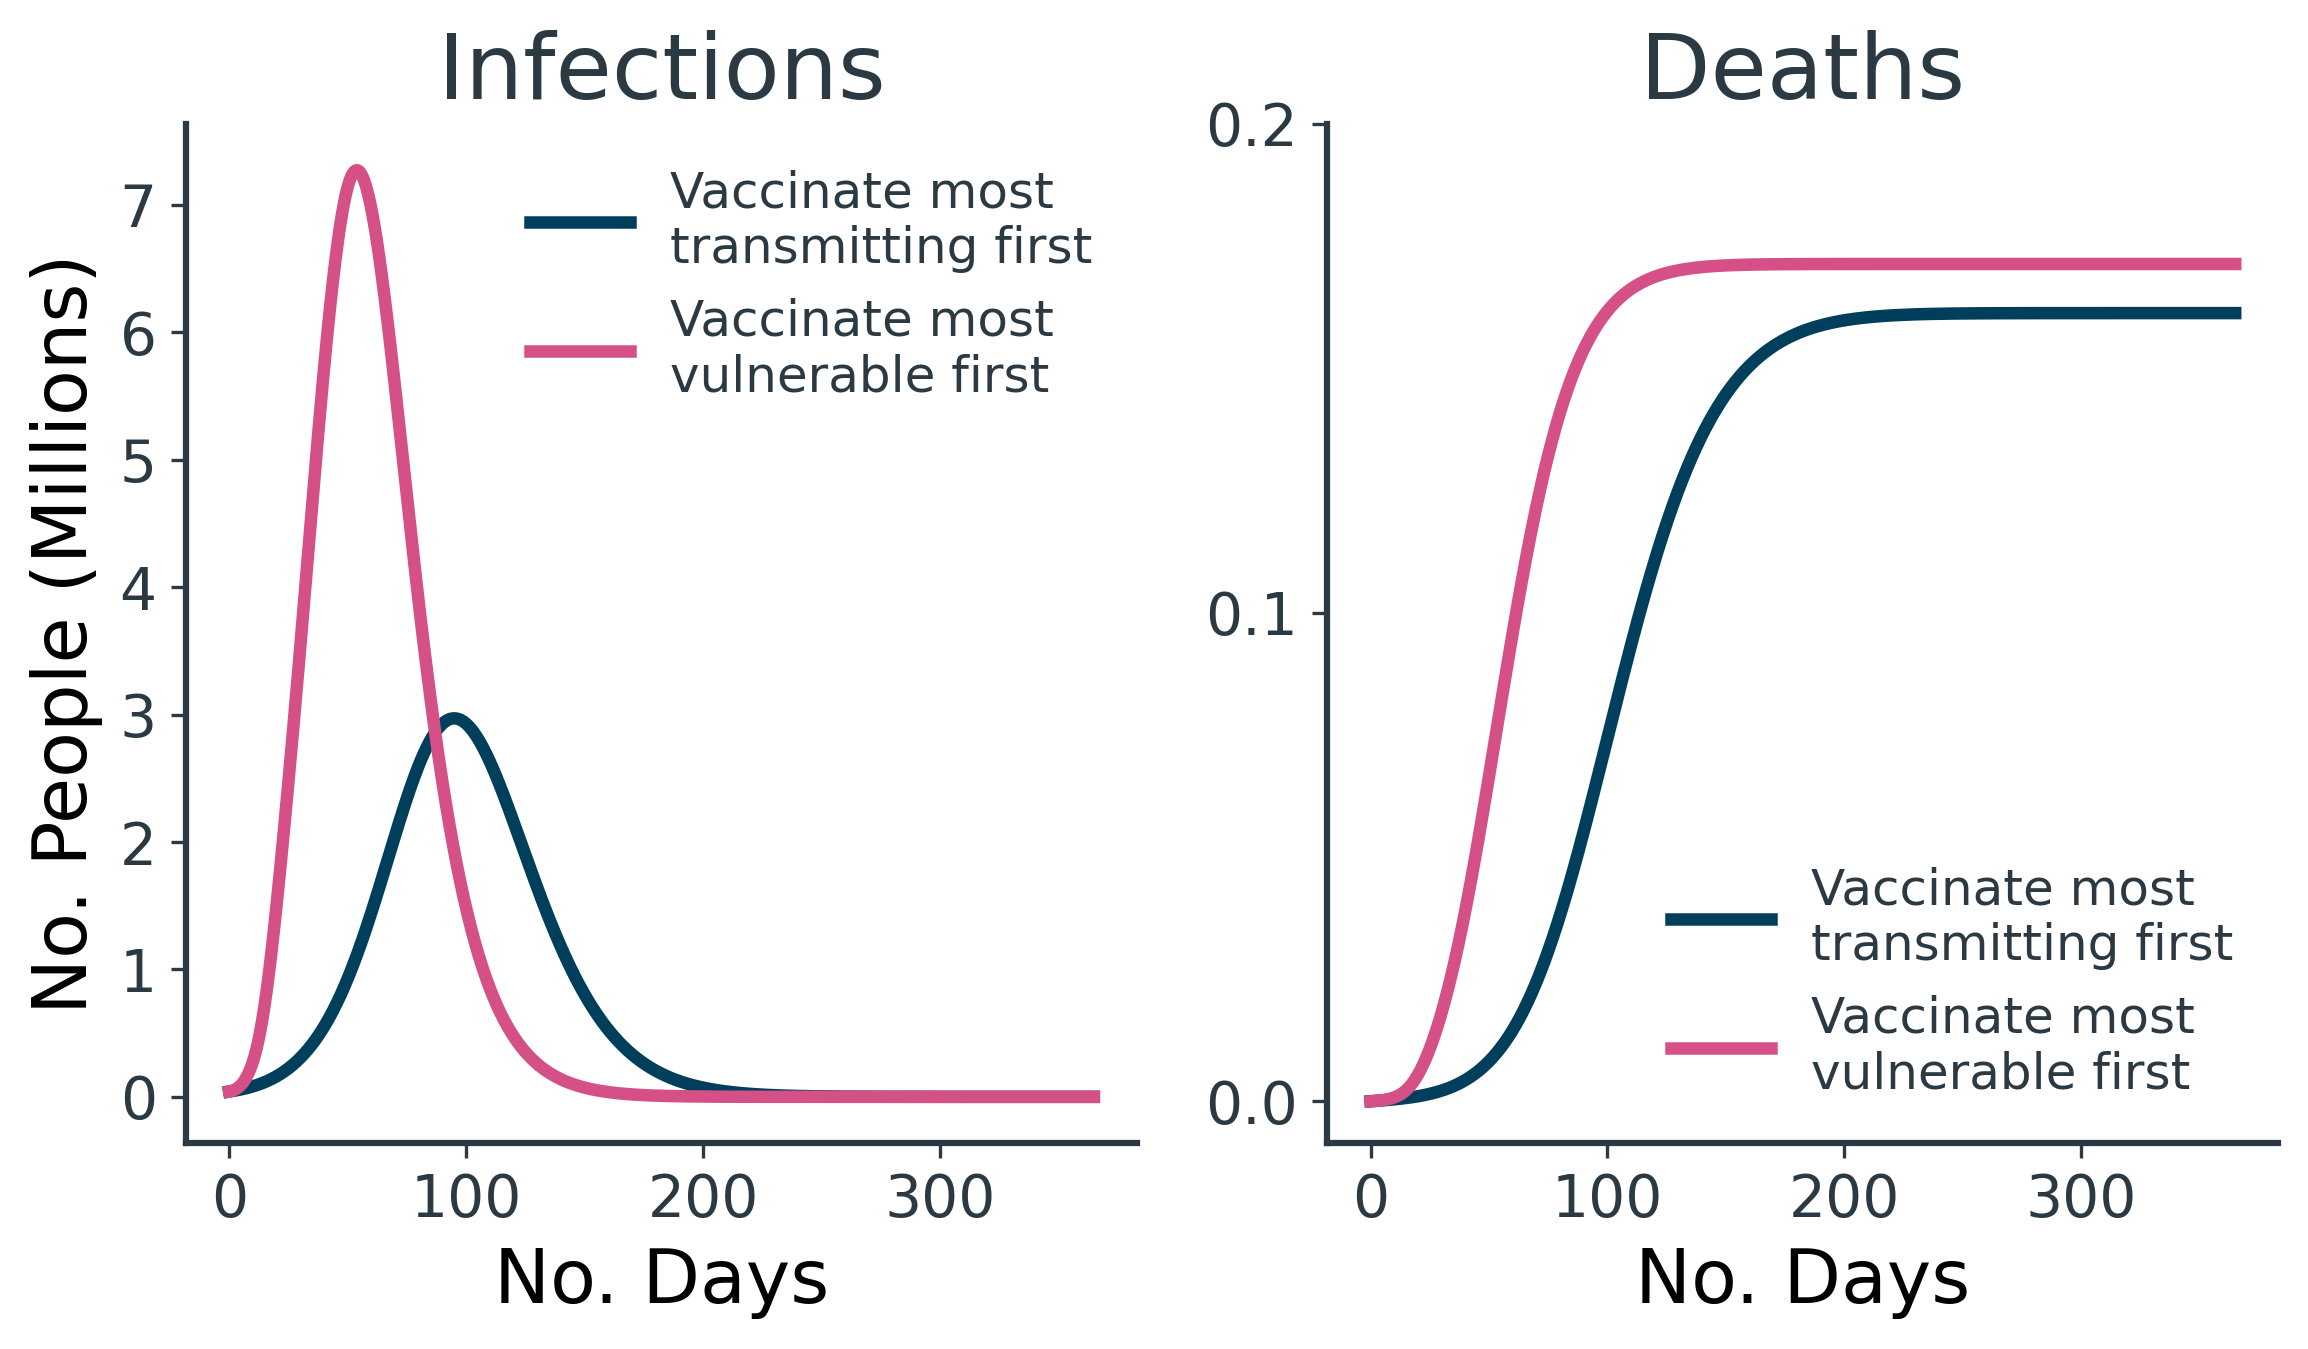 Infections
No. People (Millions)
7
6
5
4
3
2
1
0
Vaccinate most
transmitting first
Vaccinate most
vulnerable first
0 100 200 300
No. Days
Deaths
0.2
0.1
0.0
Vaccinate most
transmitting first
Vaccinate most
vulnerable first
0 100 200 300
No. Days